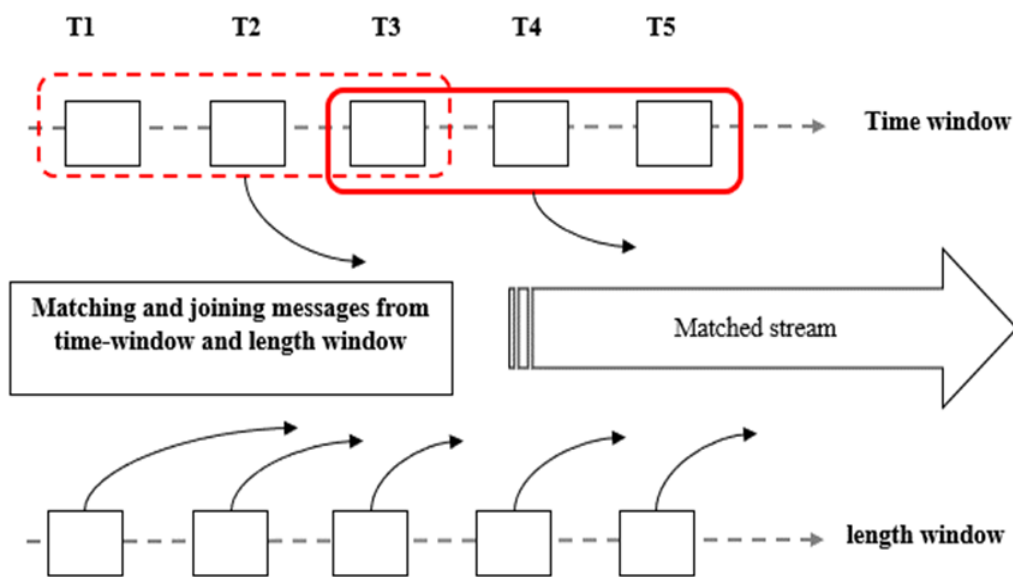 T1 T2 T3 T4 T5
Time window
Matching and joining messages from
time-window and length window
Matched stream
length window